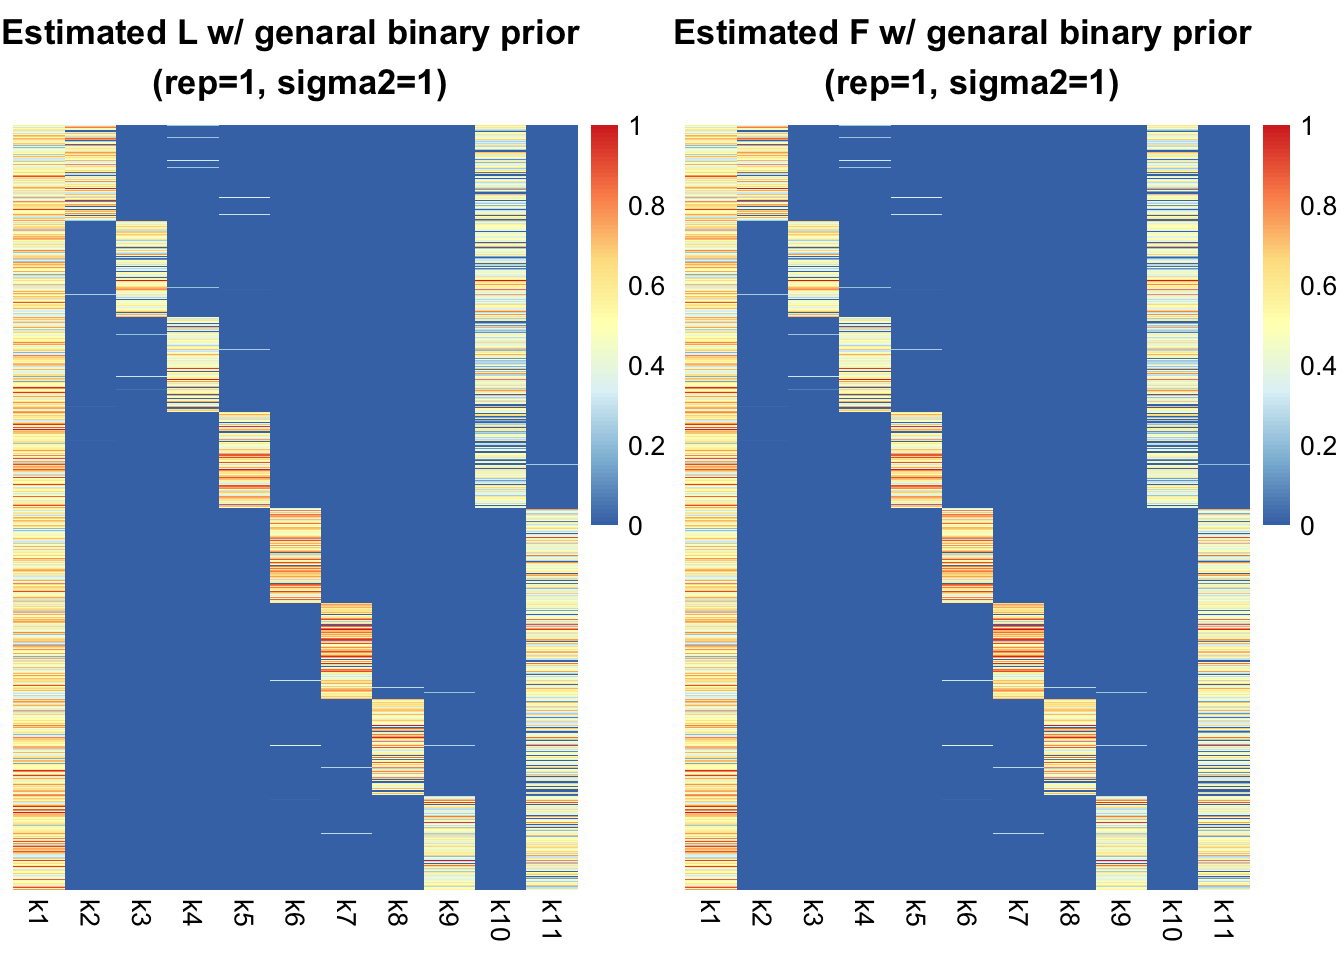 Estimated L w/ genaral binary prior
(rep=1, sigma2=1)
1
0.8
0.6
0.4
0.2
0
k1
k2
k3
k4
k5
k6
k7
k8
k9
k10
k11
Estimated F w/ genaral binary prior
(rep=1, sigma2=1)
1
0.8
0.6
0.4
0.2
0
k1
k2
k3
k4
k5
k6
k7
k8
k9
k10
k11